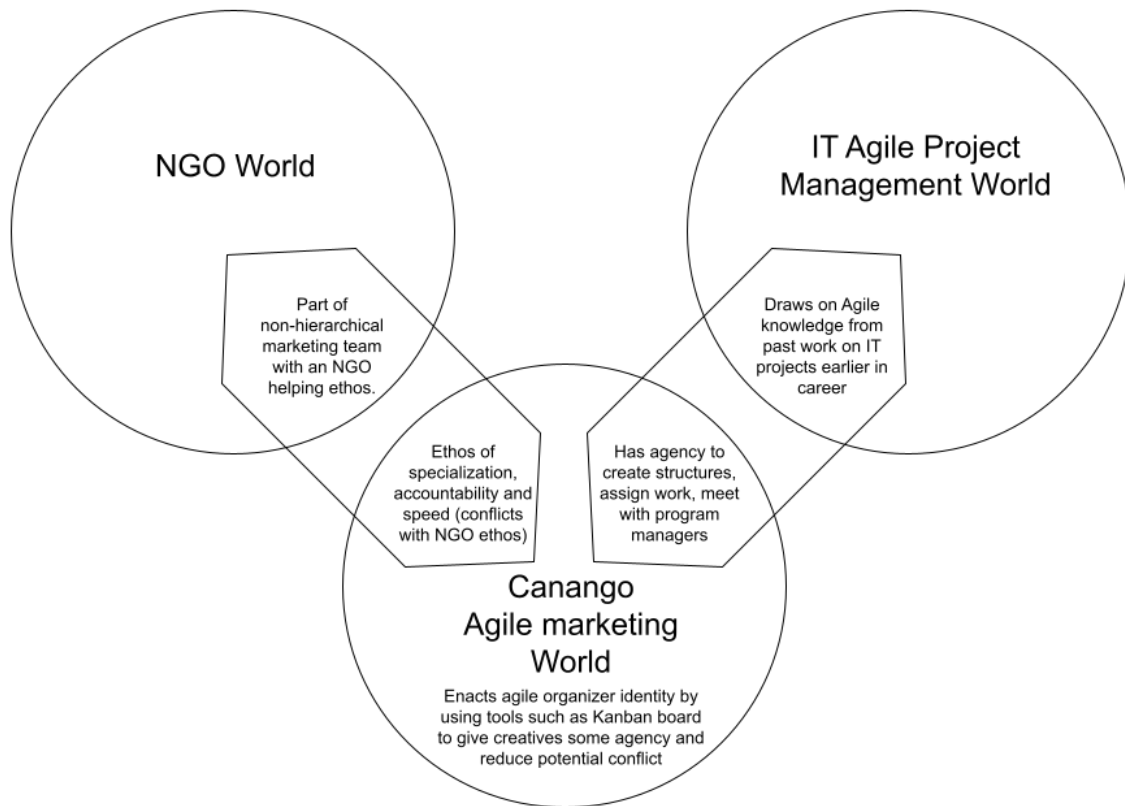 NGO World
IT Agile Project
Management World
Part of
non-hierarchical
marketing team
with an NGO
helping ethos.
Draws on Agile
knowledge from
past work on IT
projects earlier in
career
Ethos of
specialization,
accountability and
speed (conflicts
with NGO ethos)
Has agency to
create structures,
assign work, meet
with program
managers
Canango
Agile marketing
World
Enacts agile organizer identity by
using tools such as Kanban board
to give creatives some agency and
reduce potential conflict